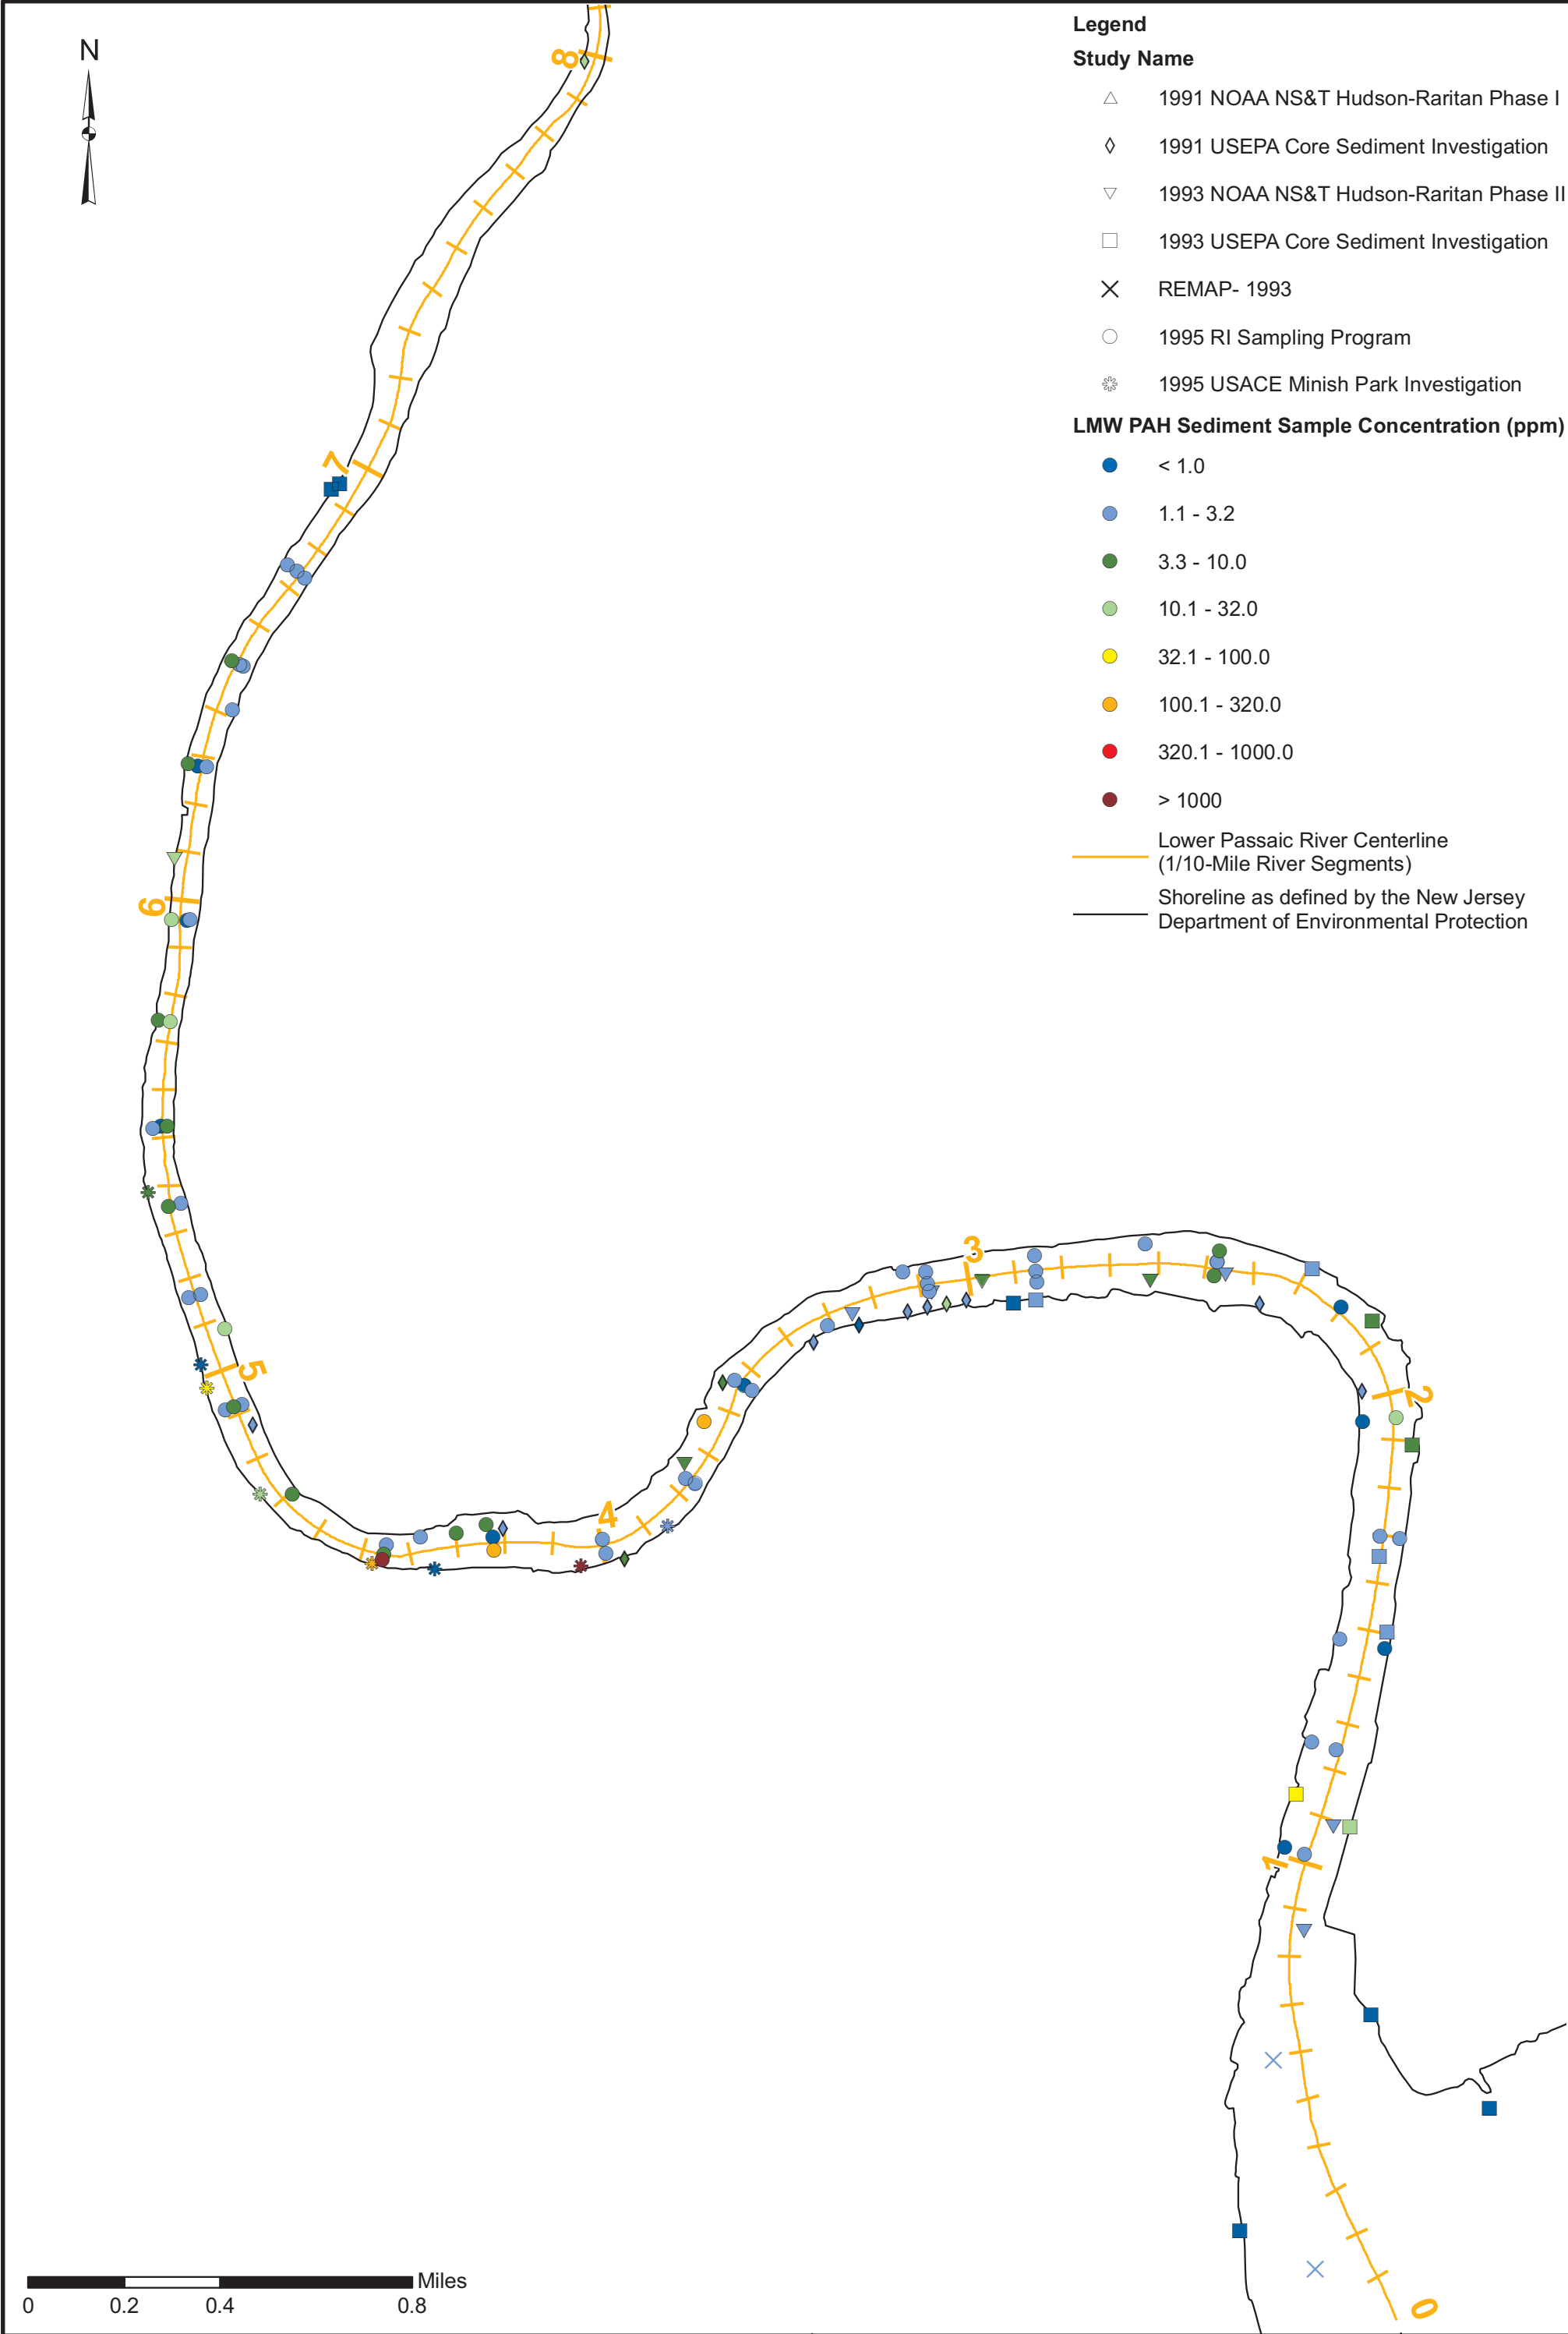 N
Legend
Study Name
1991 NOAA NS&T Hudson-Raritan Phase I
1991 USEPA Core Sediment Investigation
1993 NOAA NS&T Hudson-Raritan Phase II
1993 USEPA Core Sediment Investigation
REMAP- 1993
1995 RI Sampling Program
1995 USACE Minish Park Investigation
LMW PAH Sediment Sample Concentration (ppm)
< 1.0
1.1 - 3.2
3.3 - 10.0
10.1 - 32.0
32.1 - 100.0
100.1 - 320.0
320.1 - 1000.0
> 1000
Lower Passaic River Centerline
(1/10-Mile River Segments)
Shoreline as defined by the New Jersey
Department of Environmental Protection
8
7
6
5
4
3
2
1
0
Miles
0 0.2 0.4 0.8